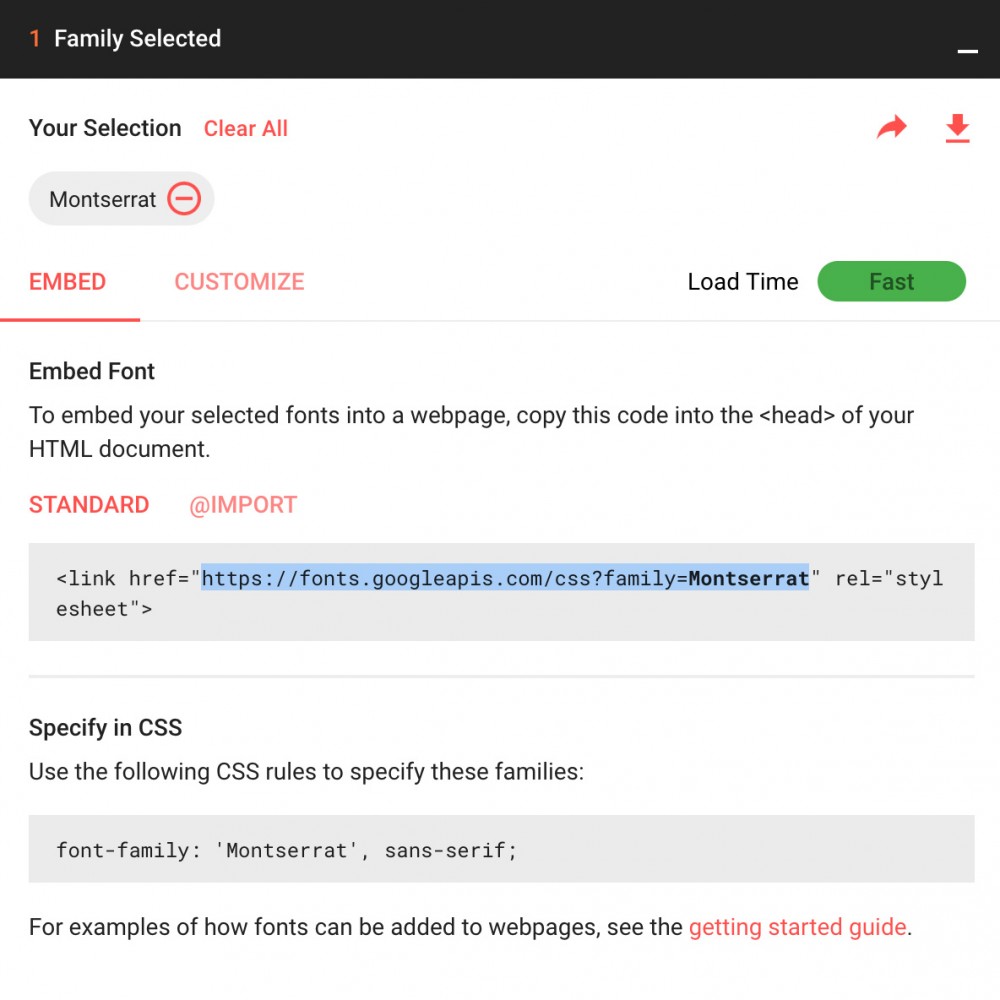 1 Family Selected
Your Selection Clear All
Montserrat
EMBED CUSTOMIZE Load Time Fast
Embed Font
To embed your selected fonts into a webpage, copy this code into the <head> of your
HTML document.
STANDARD @IMPORT
<link href="https://fonts.googleapis.com/css?family=Montserrat" rel="styl
esheet">
Specify in CSS
Use the following CSS rules to specify these families:
font-family: 'Montserrat', sans-serif;
For examples of how fonts can be added to webpages, see the getting started guide.